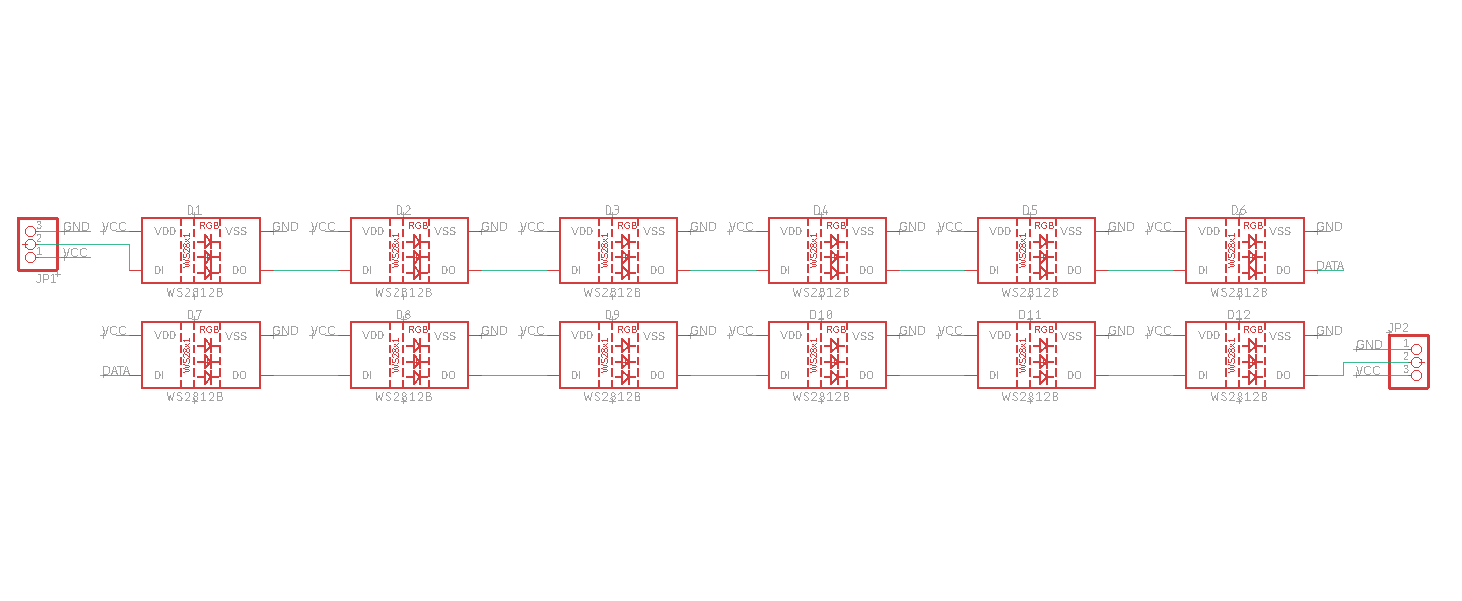 D1 D2 D3 D4 D5 D6
3 GND VCC VDD RGB VSS GND VCC VDD RGB VSS GND VCC VDD RGB VSS GND VCC VDD RGB VSS GND VCC VDD RGB VSS GND VCC VDD RGB VSS GND
2 WS28x1 WS28x1 WS28x1 WS28x1 WS28x1 WS28x1
1 VCC
JP1 DI DO DI DO DI DO DI DO DI DO DI DO DATA
WS2812B WS2812B WS2812B WS2812B WS2812B WS2812B
D7 D8 D9 D10 D11 D12 JP2
VCC VDD RGB VSS GND VCC VDD RGB VSS GND VCC VDD RGB VSS GND VCC VDD RGB VSS GND VCC VDD RGB VSS GND VCC VDD RGB VSS GND
WS28x1 WS28x1 WS28x1 WS28x1 WS28x1 WS28x1 GND 1
2
DATA DI DO DI DO DI DO DI DO DI DO DI DO VCC 3
WS2812B WS2812B WS2812B WS2812B WS2812B WS2812B